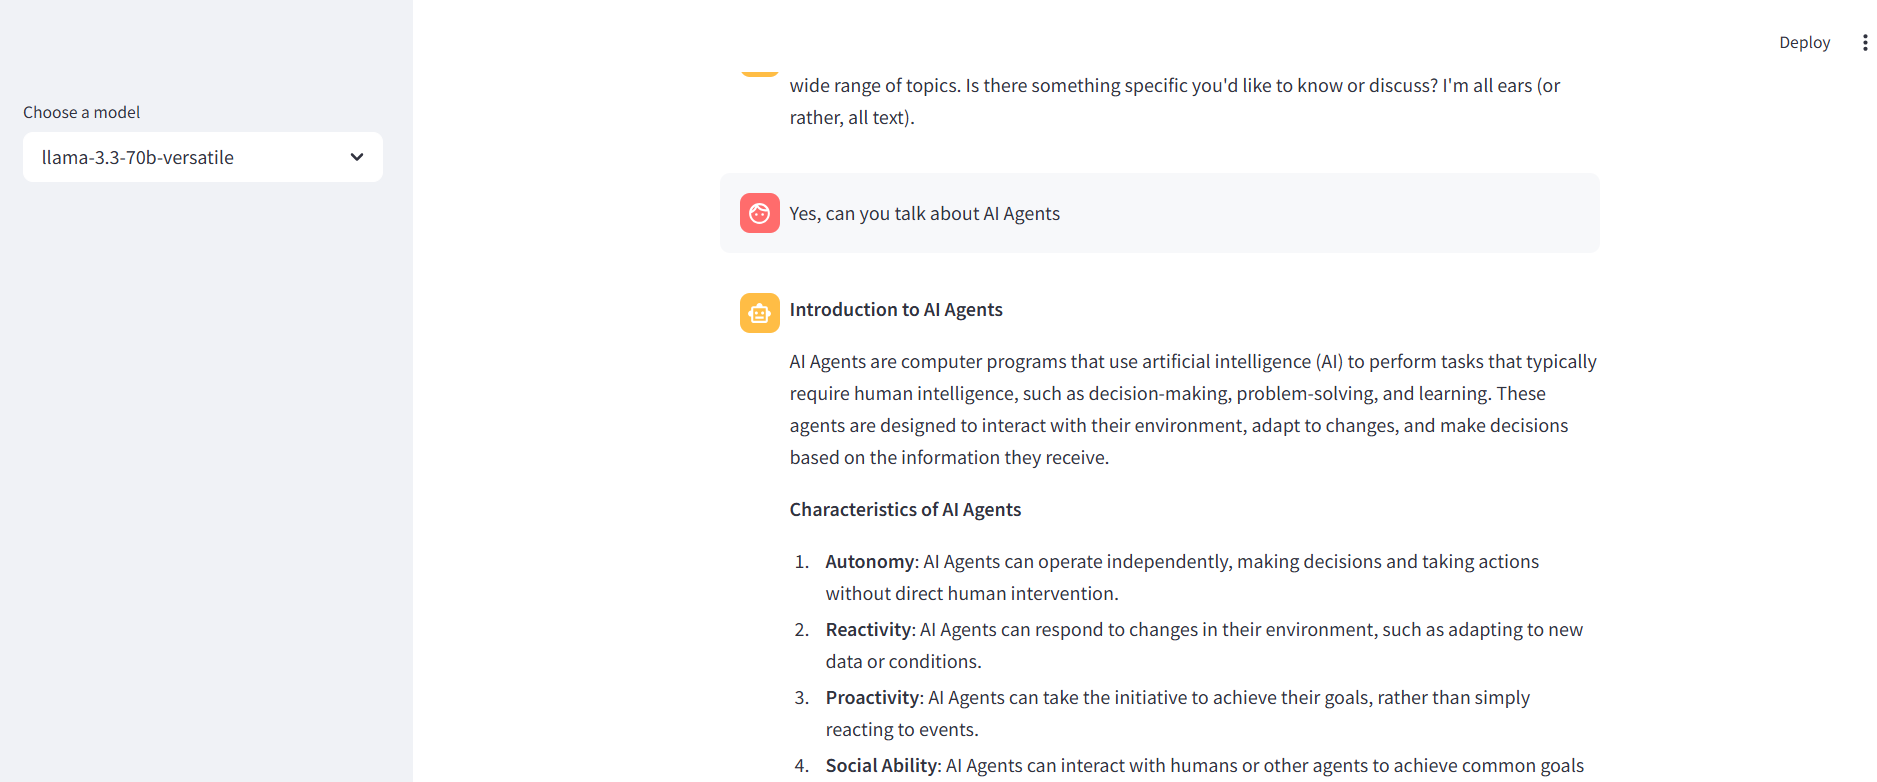 Deploy
Choose a model
llama-3.3-70b-versatile
wide range of topics. Is there something specific you'd like to know or discuss? I'm all ears (or
rather, all text).
Yes, can you talk about AI Agents
Introduction to AI Agents
AI Agents are computer programs that use artificial intelligence (AI) to perform tasks that typically
require human intelligence, such as decision-making, problem-solving, and learning. These
agents are designed to interact with their environment, adapt to changes, and make decisions
based on the information they receive.
Characteristics of AI Agents
1. Autonomy: AI Agents can operate independently, making decisions and taking actions
without direct human intervention.
2. Reactivity: AI Agents can respond to changes in their environment, such as adapting to new
data or conditions.
3. Proactivity: AI Agents can take the initiative to achieve their goals, rather than simply
reacting to events.
4. Social Ability: AI Agents can interact with humans or other agents to achieve common goals